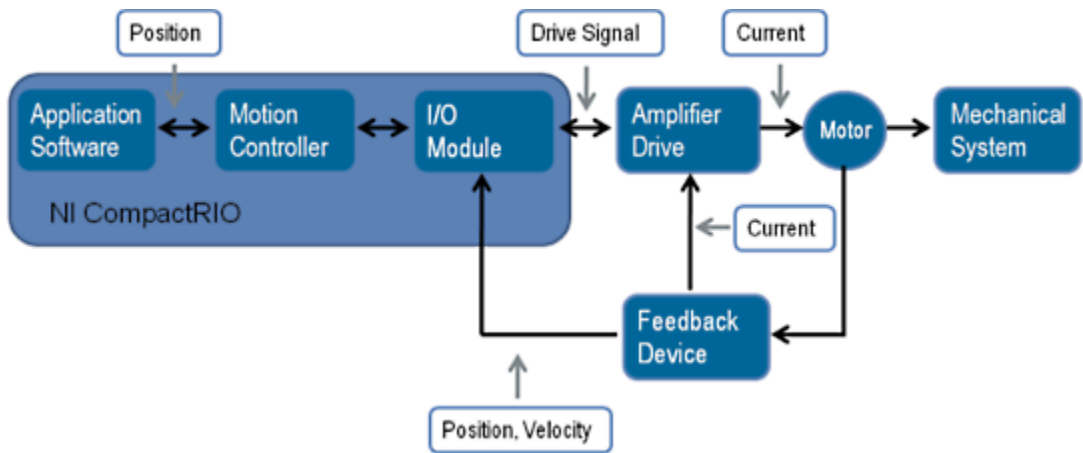 Position
Drive Signal
Current
Application
Software
Motion
Controller
I/O
Module
Amplifier
Drive
Motor
Mechanical
System
NI CompactRIO
Current
Feedback
Device
Position, Velocity